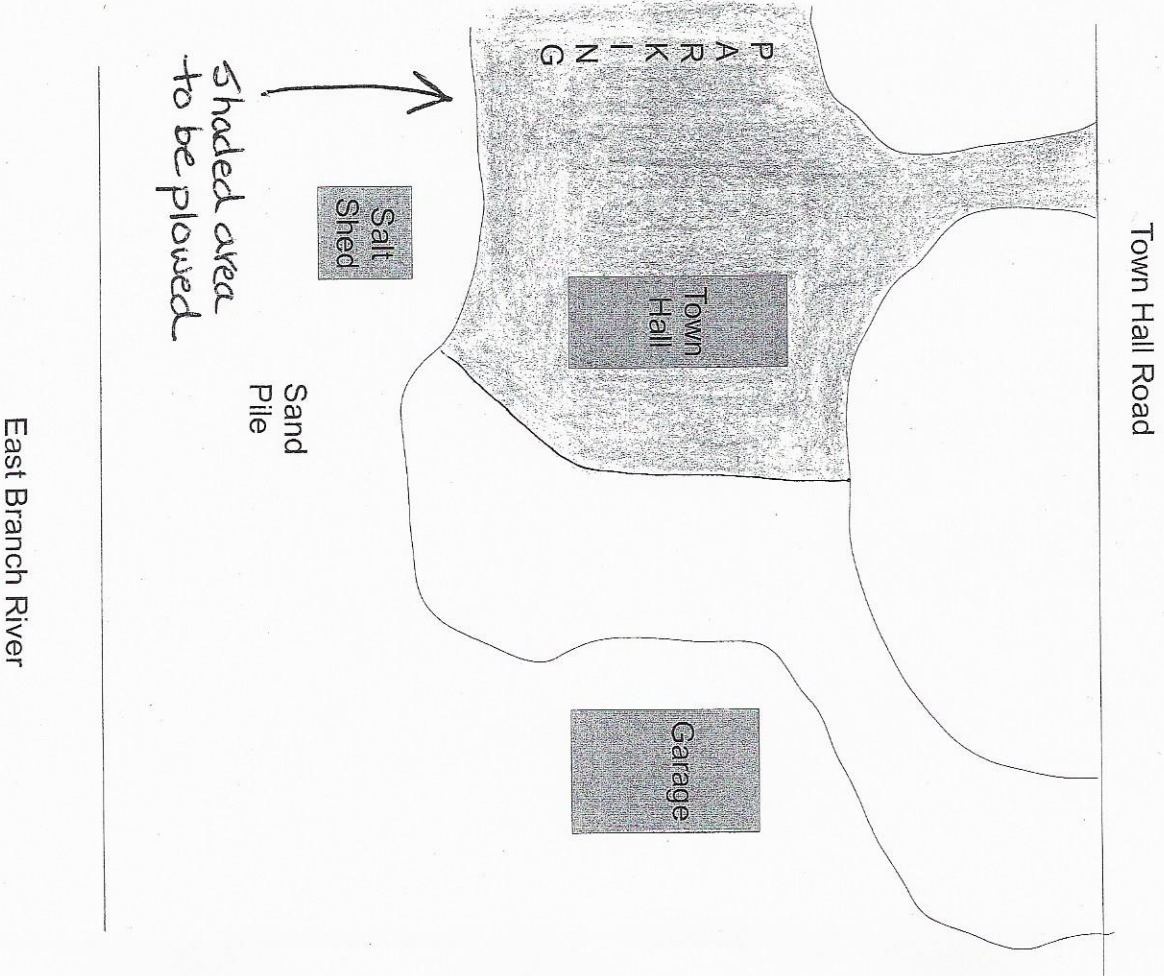 Town Hall Road
PARKING
Town
Hall
Garage
Salt
Shed
Sand
Pile
Shaded area
to be plowed
East Branch River